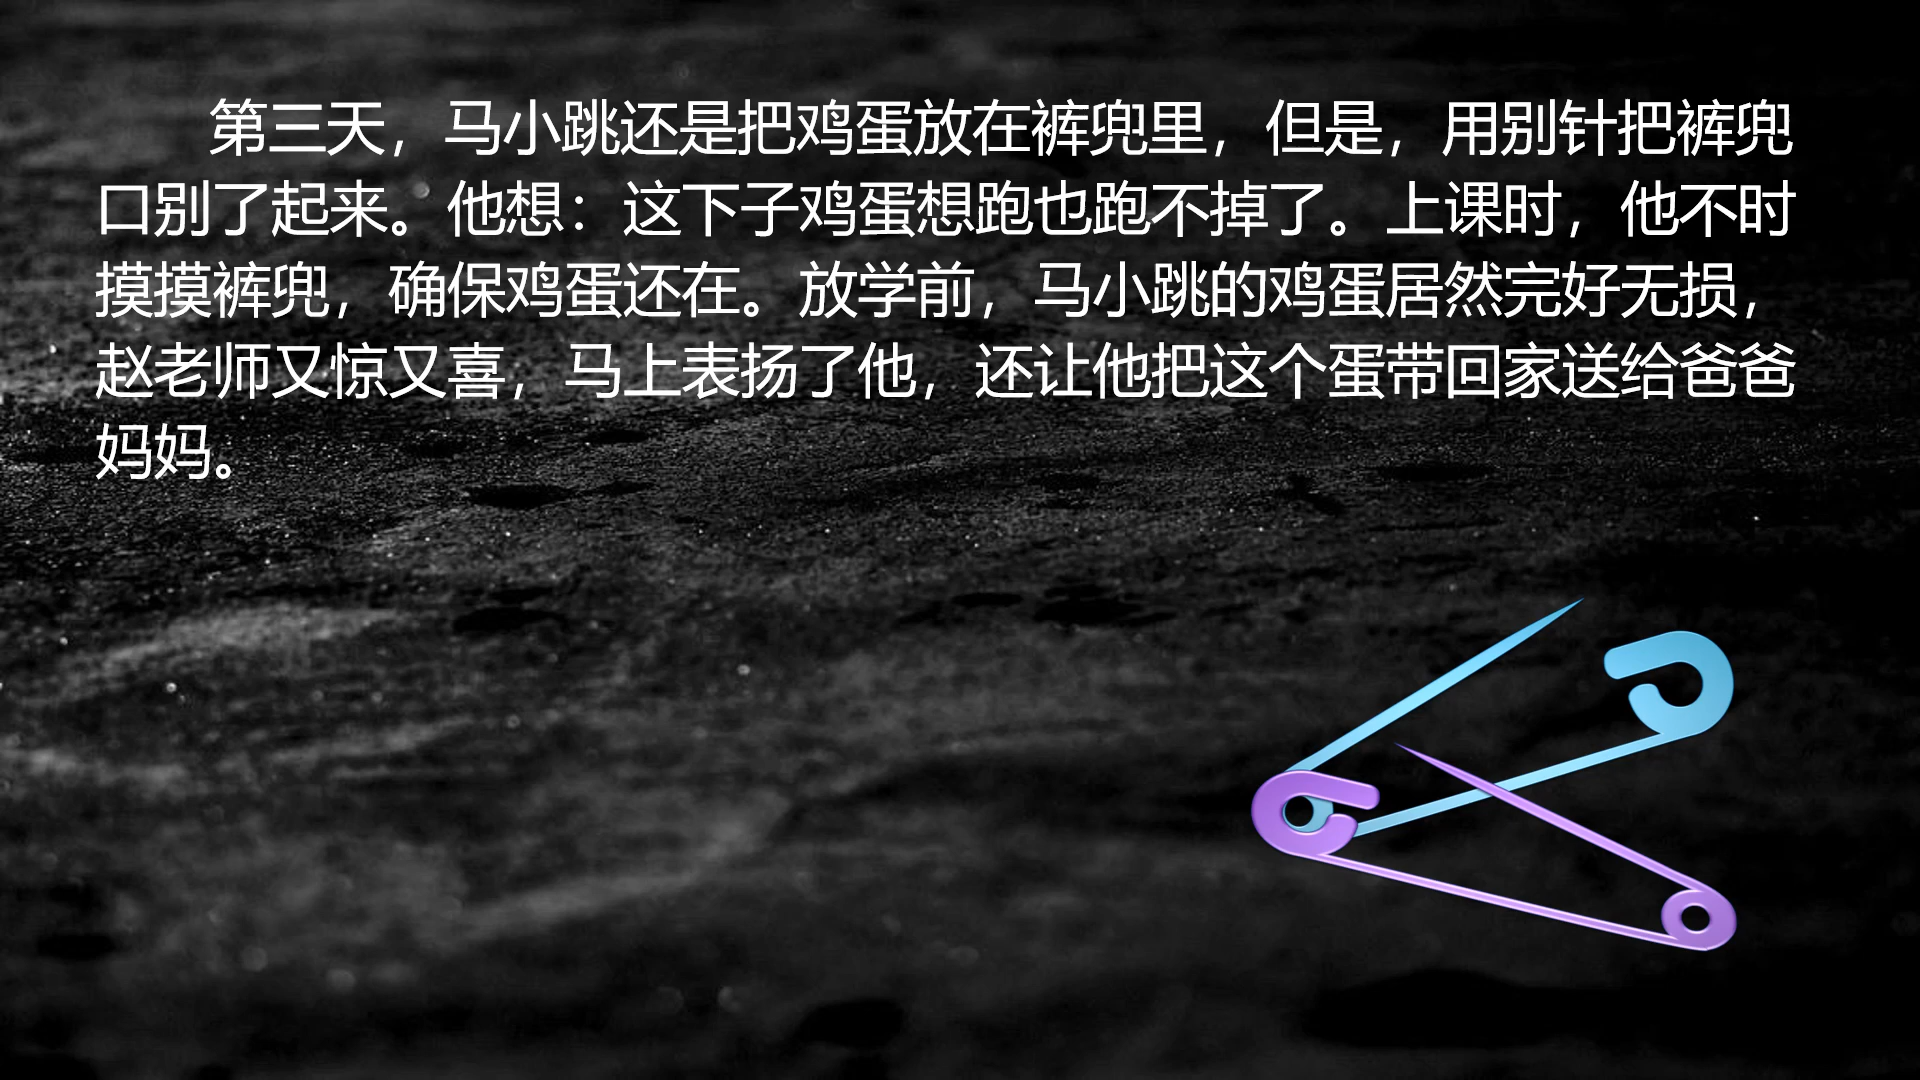 第三天，马小跳还是把鸡蛋放在裤兜里，但是，用别针把裤兜
口别了起来。他想：这下子鸡蛋想跑也跑不掉了。上课时，他不时
摸摸裤兜，确保鸡蛋还在。放学前，马小跳的鸡蛋居然完好无损，
赵老师又惊又喜，马上表扬了他，还让他把这个蛋带回家送给爸爸
妈妈。